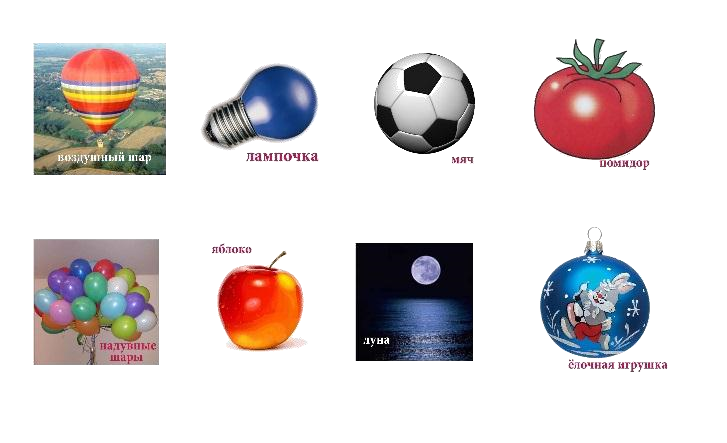 воздушный шар
лампочка
мяч
помидор
надувные
шары
яблоко
луна
ёлочная игрушка